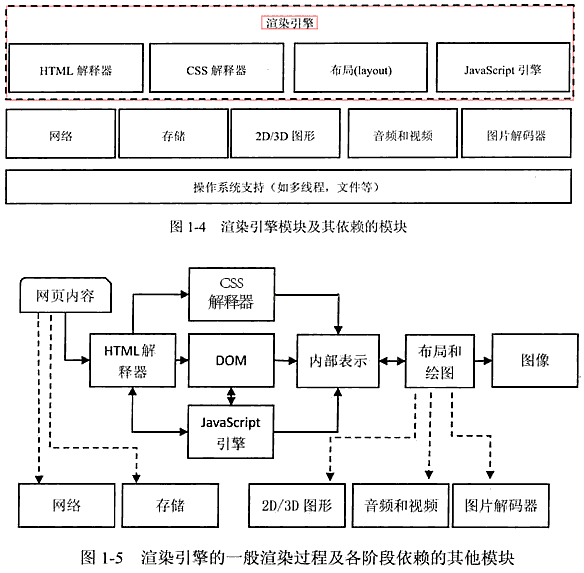 渲染引擎
HTML 解释器
CSS 解释器
布局(layout)
JavaScript 引擎
网络
存储
2D/3D 图形
音频和视频
图片解码器
操作系统支持（如多线程，文件等）
图 1-4 渲染引擎模块及其依赖的模块
网页内容
CSS
解释器
HTML解
释器
DOM
内部表示
布局和
绘图
图像
JavaScript
引擎
网络
存储
2D/3D 图形
音频和视频
图片解码器
图 1-5 渲染引擎的一般渲染过程及各阶段依赖的其他模块